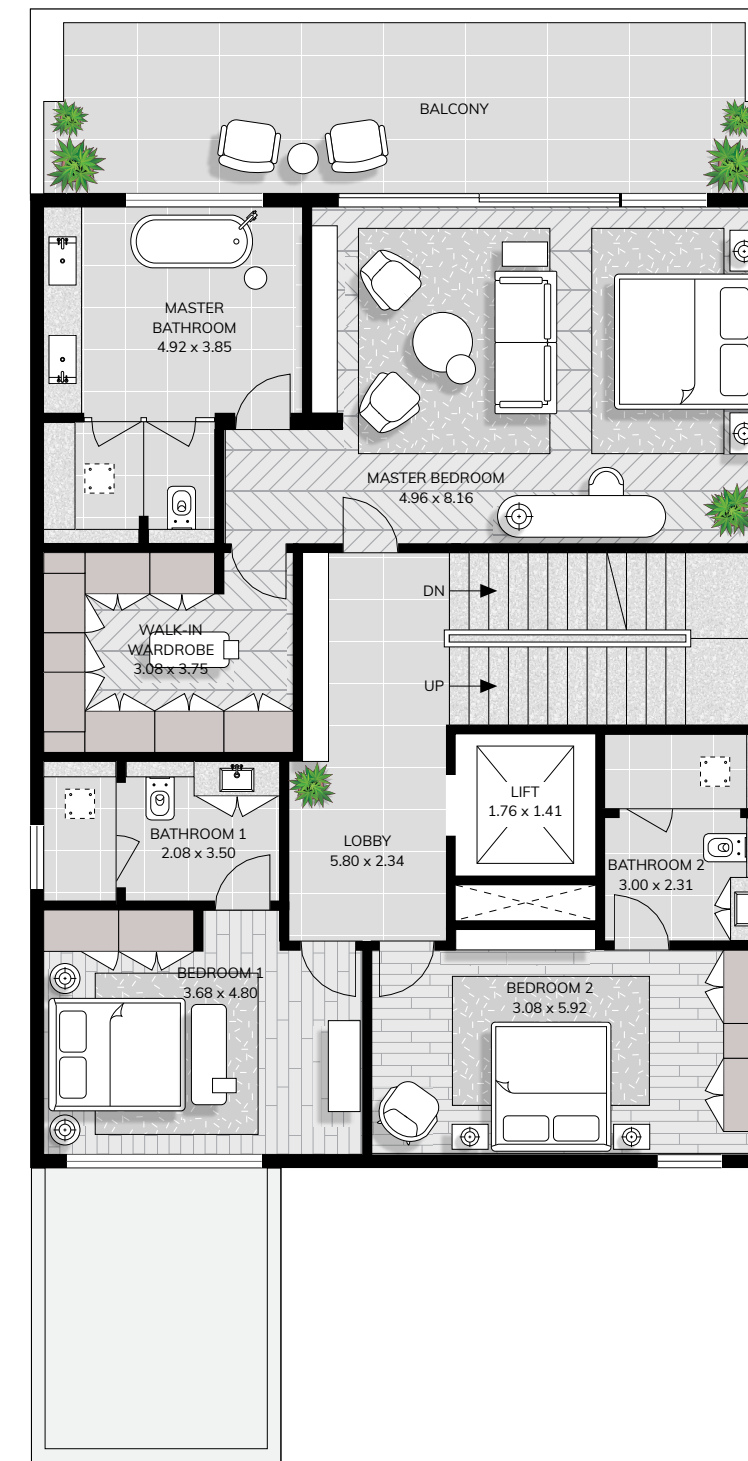 BALCONY
MASTER
BATHROOM
4.92 x 3.85
MASTER BEDROOM
4.96 x 8.16
DN
WALK-IN
WARDROBE
3.08 x 3.75
UP
LIFT
1.76 x 1.41
BATHROOM 1
2.08 x 3.50
LOBBY
5.80 x 2.34
BATHROOM 2
3.00 x 2.31
BEDROOM 1
3.68 x 4.80
BEDROOM 2
3.08 x 5.92